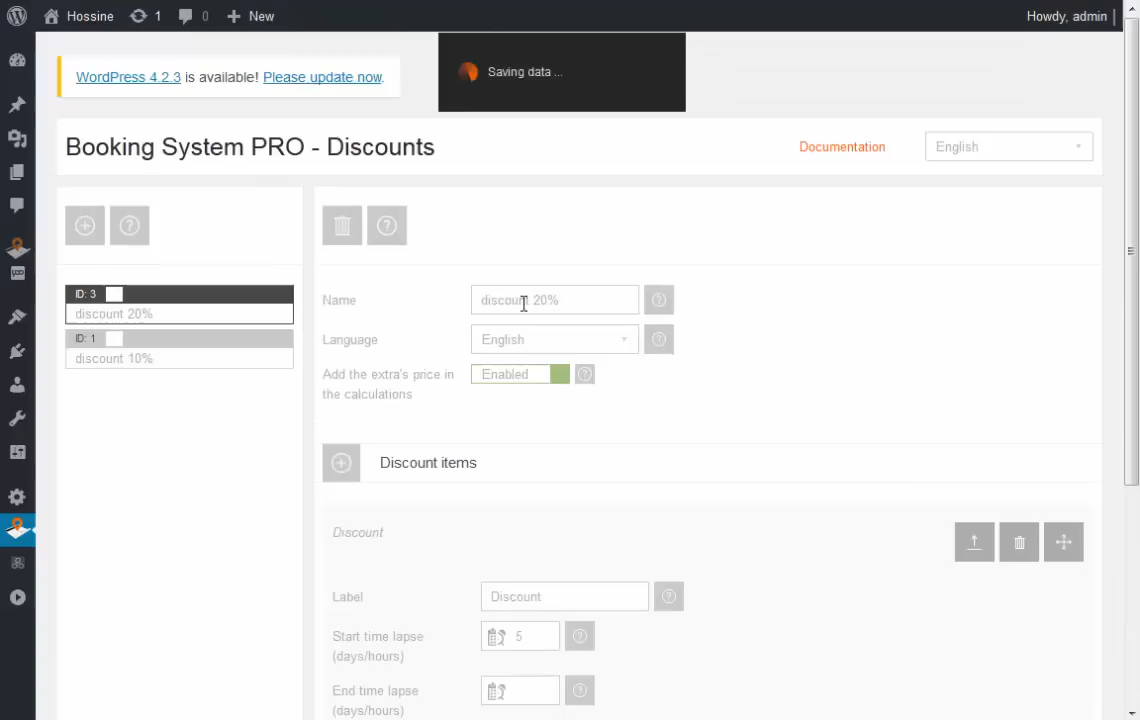 Hossine
1
0
New
Howdy, admin
Saving data ...
WordPress 4.2.3 is available! Please update now.
Booking System PRO - Discounts
Documentation
English
ID: 3
discount 20%
ID: 1
discount 10%
Name
discount 20%
Language
English
Add the extra's price in
the calculations
Enabled
Discount items
Discount
Label
Discount
Start time lapse
(days/hours)
5
End time lapse
(days/hours)